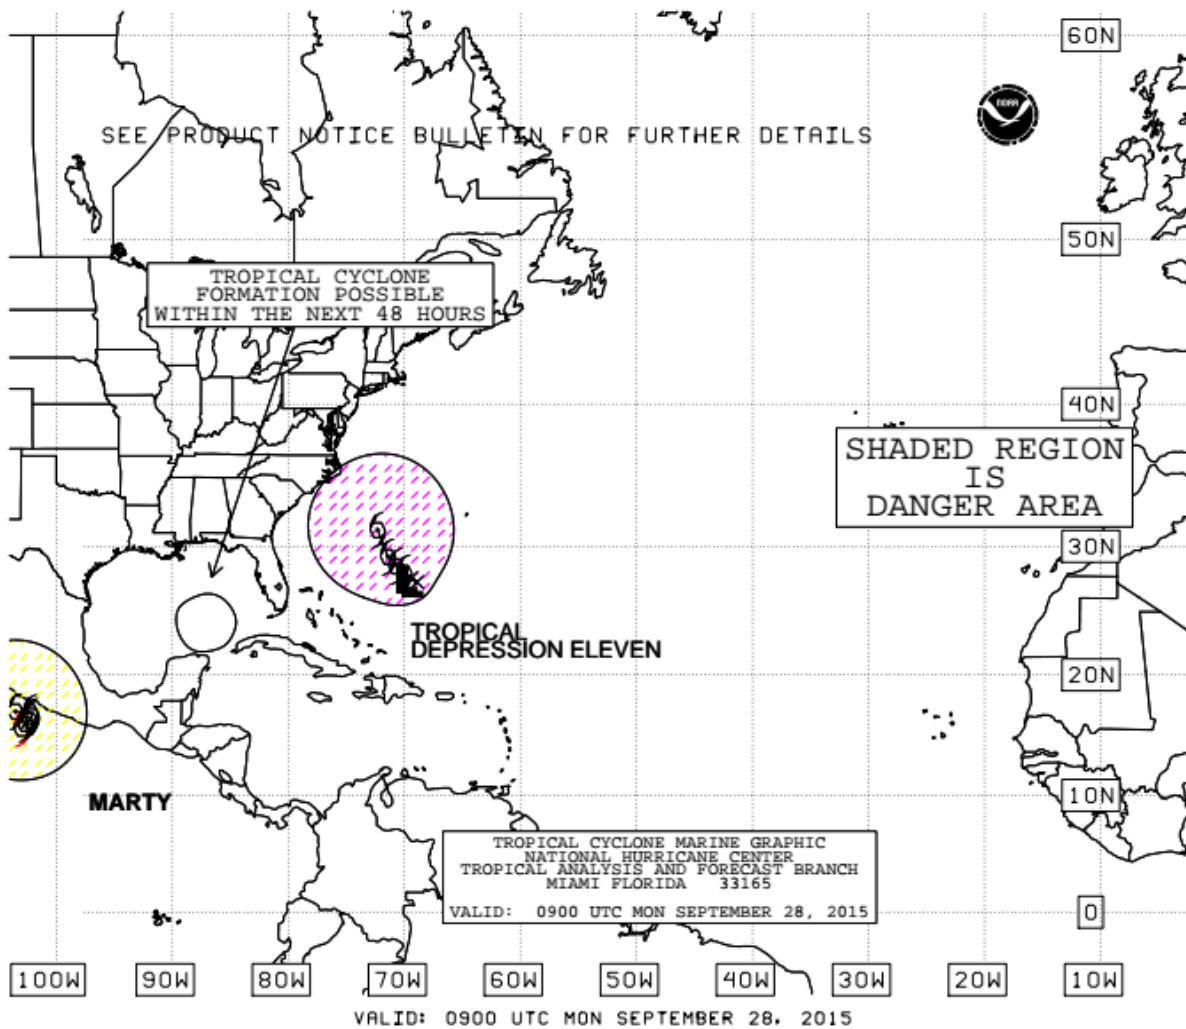 60N
NOAA
SEE PRODUCT NOTICE BULLETIN FOR FURTHER DETAILS
50N
TROPICAL CYCLONE
FORMATION POSSIBLE
WITHIN THE NEXT 48 HOURS
40N
SHADED REGION
IS
DANGER AREA
30N
TROPICAL
DEPRESSION ELEVEN
20N
MARTY
10N
TROPICAL CYCLONE MARINE GRAPHIC
NATIONAL HURRICANE CENTER
TROPICAL ANALYSIS AND FORECAST BRANCH
MIAMI FLORIDA 33165
VALID: 0900 UTC MON SEPTEMBER 28, 2015
0
100W 90W 80W 70W 60W 50W 40W 30W 20W 10W
VALID: 0900 UTC MON SEPTEMBER 28, 2015